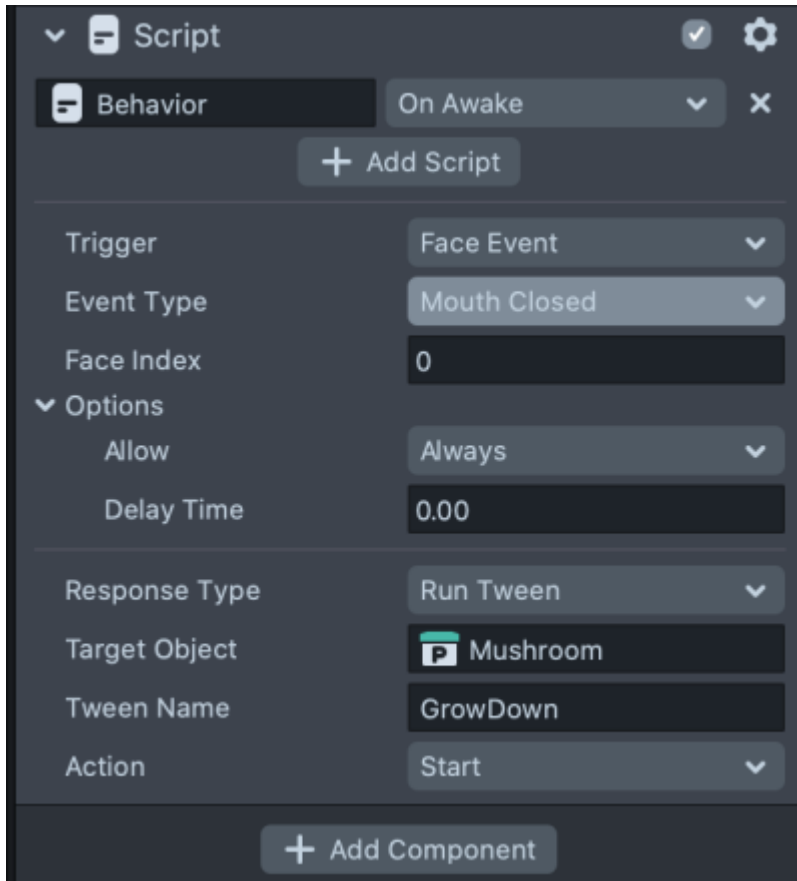 Script
Behavior On Awake
+ Add Script
Trigger Face Event
Event Type Mouth Closed
Face Index 0
Options
Allow Always
Delay Time 0.00
Response Type Run Tween
Target Object P Mushroom
Tween Name GrowDown
Action Start
+ Add Component